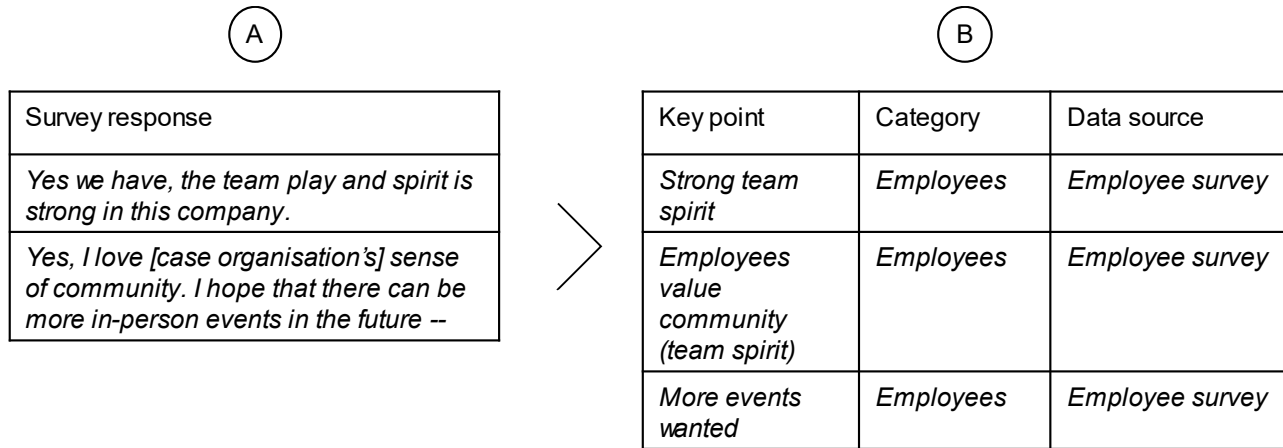 A
B
Survey response
Yes we have, the team play and spirit is
strong in this company.
Yes, I love [case organisation's] sense
of community. I hope that there can be
more in-person events in the future --
Key point
Category
Data source
Strong team
spirit
Employees
Employee survey
Employees
value
community
(team spirit)
Employees
Employee survey
More events
wanted
Employees
Employee survey